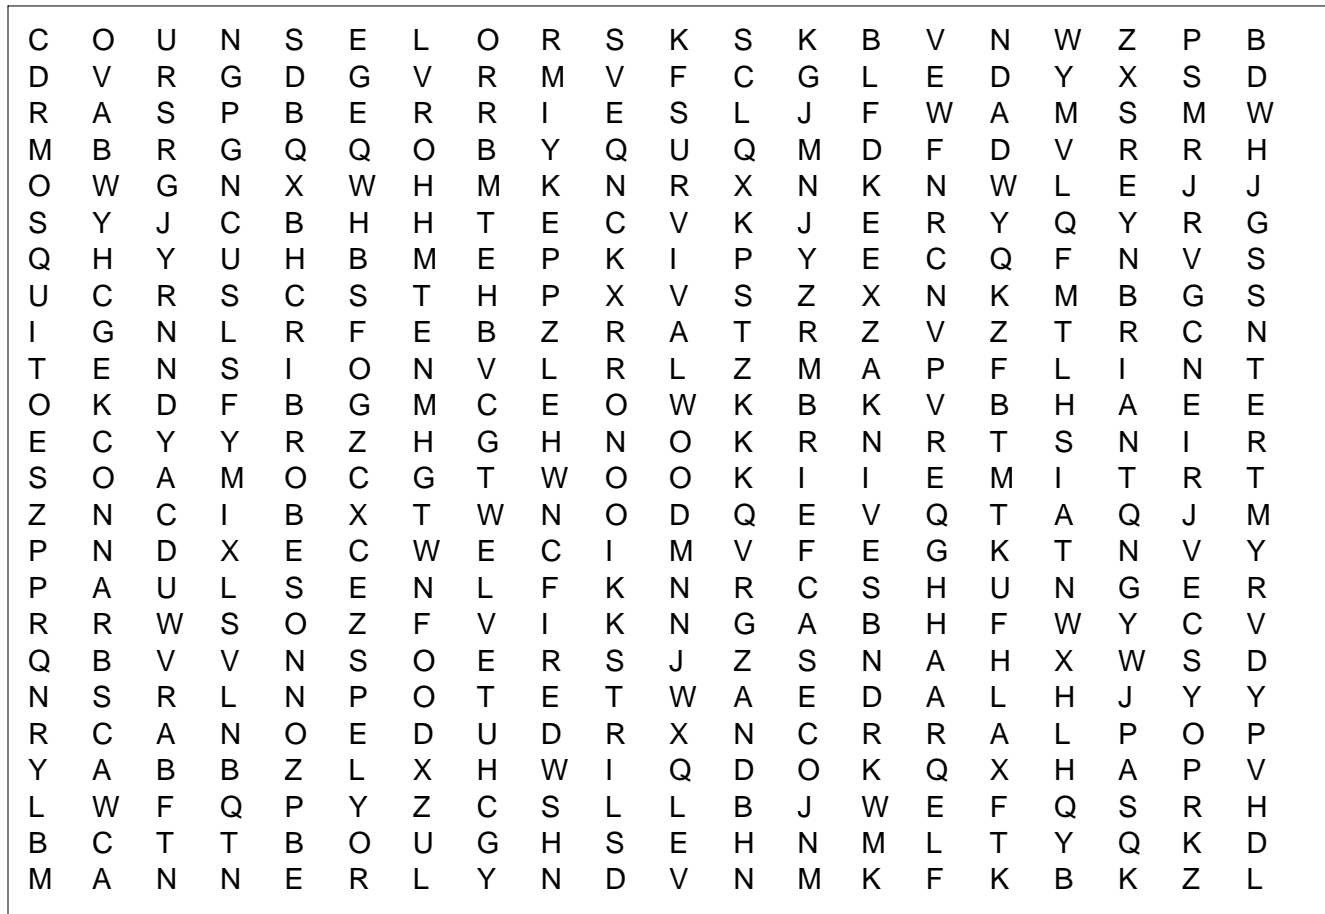 C O U N S E L O R S K S K B V N W Z P B
D V R G D G V R M V F C G L E D Y X S D
R A S P B E R R I E S L J F W A M S M W
M B R G Q Q O B Y Q U Q M D F D V R R H
O W G N X W H M K N R X N K N W L E J J
S Y J C B H H T E C V K J E R Y Q Y R G
Q H Y U H B M E P K I P Y E C Q F N V S
U C R S C S T H P X V S Z X N K M B G S
I G N L R F E B Z R A T R Z V Z T R C N
T E N S I O N V L R L Z M A P F L I N T
O K D F B G M C E O W K B K V B H A E E
E C Y Y R Z H G H N O K R N R T S N I R
S O A M O C G T W O O K I I E M I T R T
Z N C I B X T W N O D Q E V Q T A Q J M
P N D X E C W E C I M V F E G K T N V Y
P A U L S E N L F K N R C S H U N G E R
R R W S O Z F V I K N G A B H F W Y C V
Q B V V N S O E R S J Z S N A H X W S D
N S R L N P O T E T W A E D A L H J Y Y
R C A N O E D U D R X N C R R A L P O P
Y A B B Z L X H W I Q D O K Q X H A P V
L W F Q P Y Z C S L L B J W E F Q S R H
B C T T B O U G H S E H N M L T Y Q K D
M A N N E R L Y N D V N M K F K B K Z L